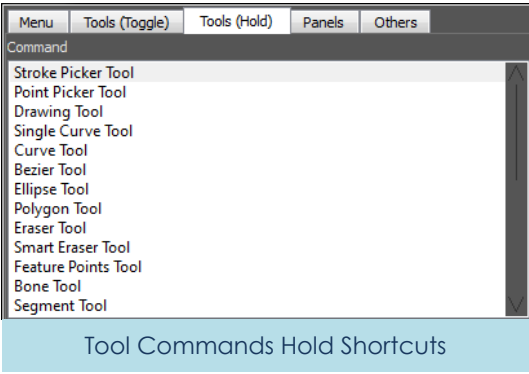 Menu Tools (Toggle) Tools (Hold) Panels Others
Command
Stroke Picker Tool
Point Picker Tool
Drawing Tool
Single Curve Tool
Curve Tool
Bezier Tool
Ellipse Tool
Polygon Tool
Eraser Tool
Smart Eraser Tool
Feature Points Tool
Bone Tool
Segment Tool
Tool Commands Hold Shortcuts